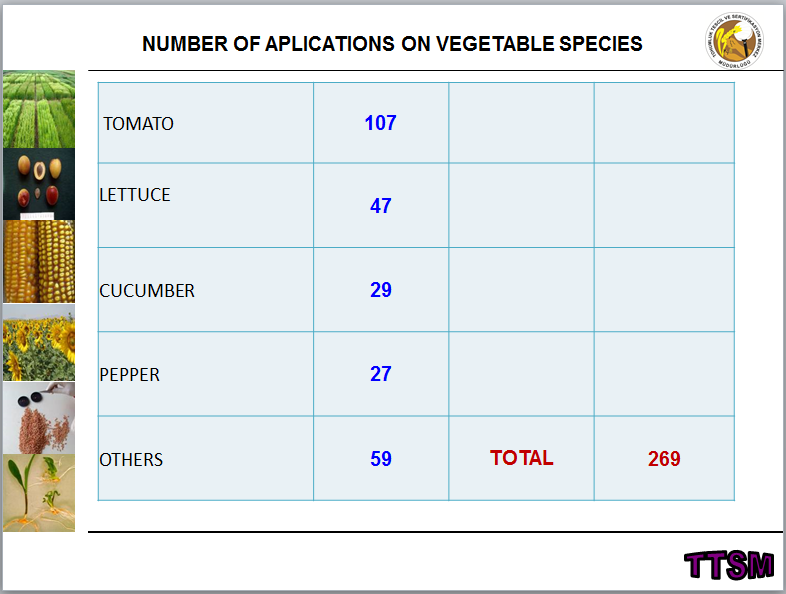 NUMBER OF APLICATIONS ON VEGETABLE SPECIES
TOHUMLUK TESCİL VE SERTİFİKASYON MERKEZ
MÜDÜRLÜĞÜ
TOMATO 107
LETTUCE 47
CUCUMBER 29
PEPPER 27
OTHERS 59 TOTAL 269
TTSM